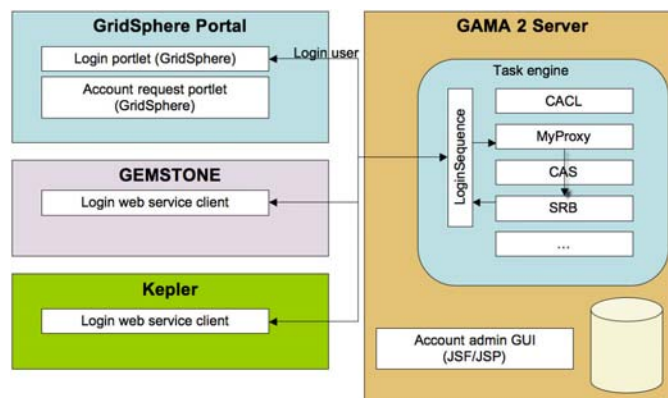 GridSphere Portal
Login portlet (GridSphere)
Login user
Account request portlet
(GridSphere)
GEMSTONE
Login web service client
Kepler
Login web service client
GAMA 2 Server
Task engine
LoginSequence
CACL
MyProxy
CAS
SRB
...
Account admin GUI
(JSF/JSP)